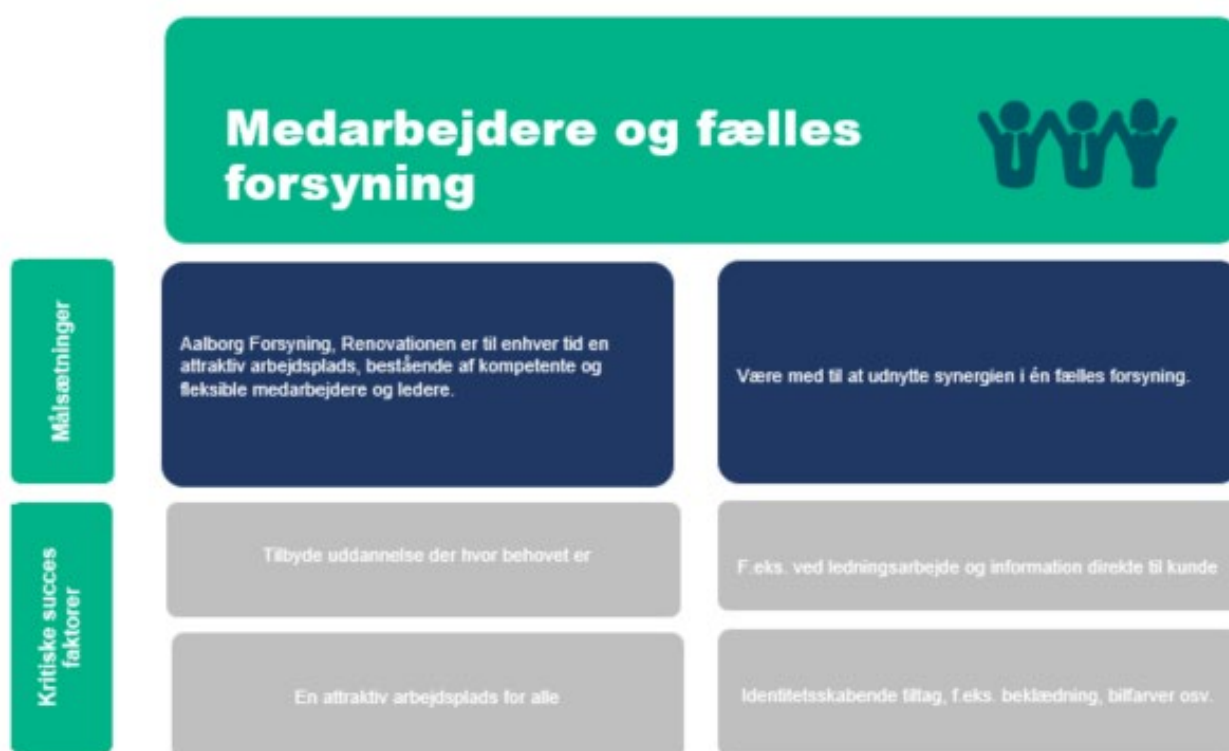 Medarbejdere og fælles
forsyning
Målsætninger
Aalborg Forsyning, Renovationen er til enhver tid en
attraktiv arbejdsplads, bestående af kompetente og
fleksible medarbejdere og ledere.
Være med til at udnytte synergien i én fælles forsyning.
Kritiske succes
faktorer
Tilbyde uddannelse der hvor behovet er
F.eks. ved ledningsarbejde og information direkte til kunde
En attraktiv arbejdsplads for alle
Identitetsskabende tiltag, f.eks. beklædning, bilfarver osv.